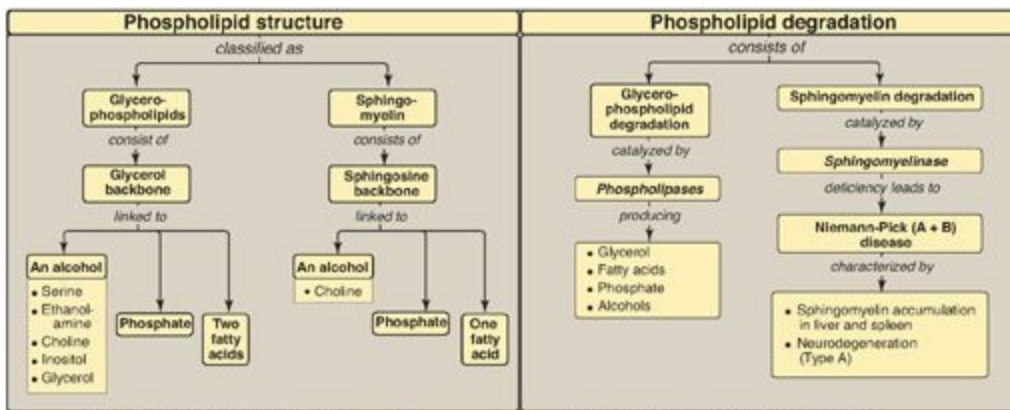 Phospholipid structure
classified as
Glycero-
phospholipids
consist of
Glycerol
backbone
linked to
An alcohol
• Serine
• Ethanol-
amine
• Choline
• Inositol
• Glycerol
Phosphate
Two
fatty
acids
Sphingo-
myelin
consists of
Sphingosine
backbone
linked to
An alcohol
• Choline
Phosphate
One
fatty
acid
Phospholipid degradation
consists of
Glycero-
phospholipid
degradation
catalyzed by
Phospholipases
producing
• Glycerol
• Fatty acids
• Phosphate
• Alcohols
Sphingomyelin degradation
catalyzed by
Sphingomyelinase
deficiency leads to
Niemann-Pick (A + B)
disease
characterized by
• Sphingomyelin accumulation
in liver and spleen
• Neurodegeneration
(Type A)